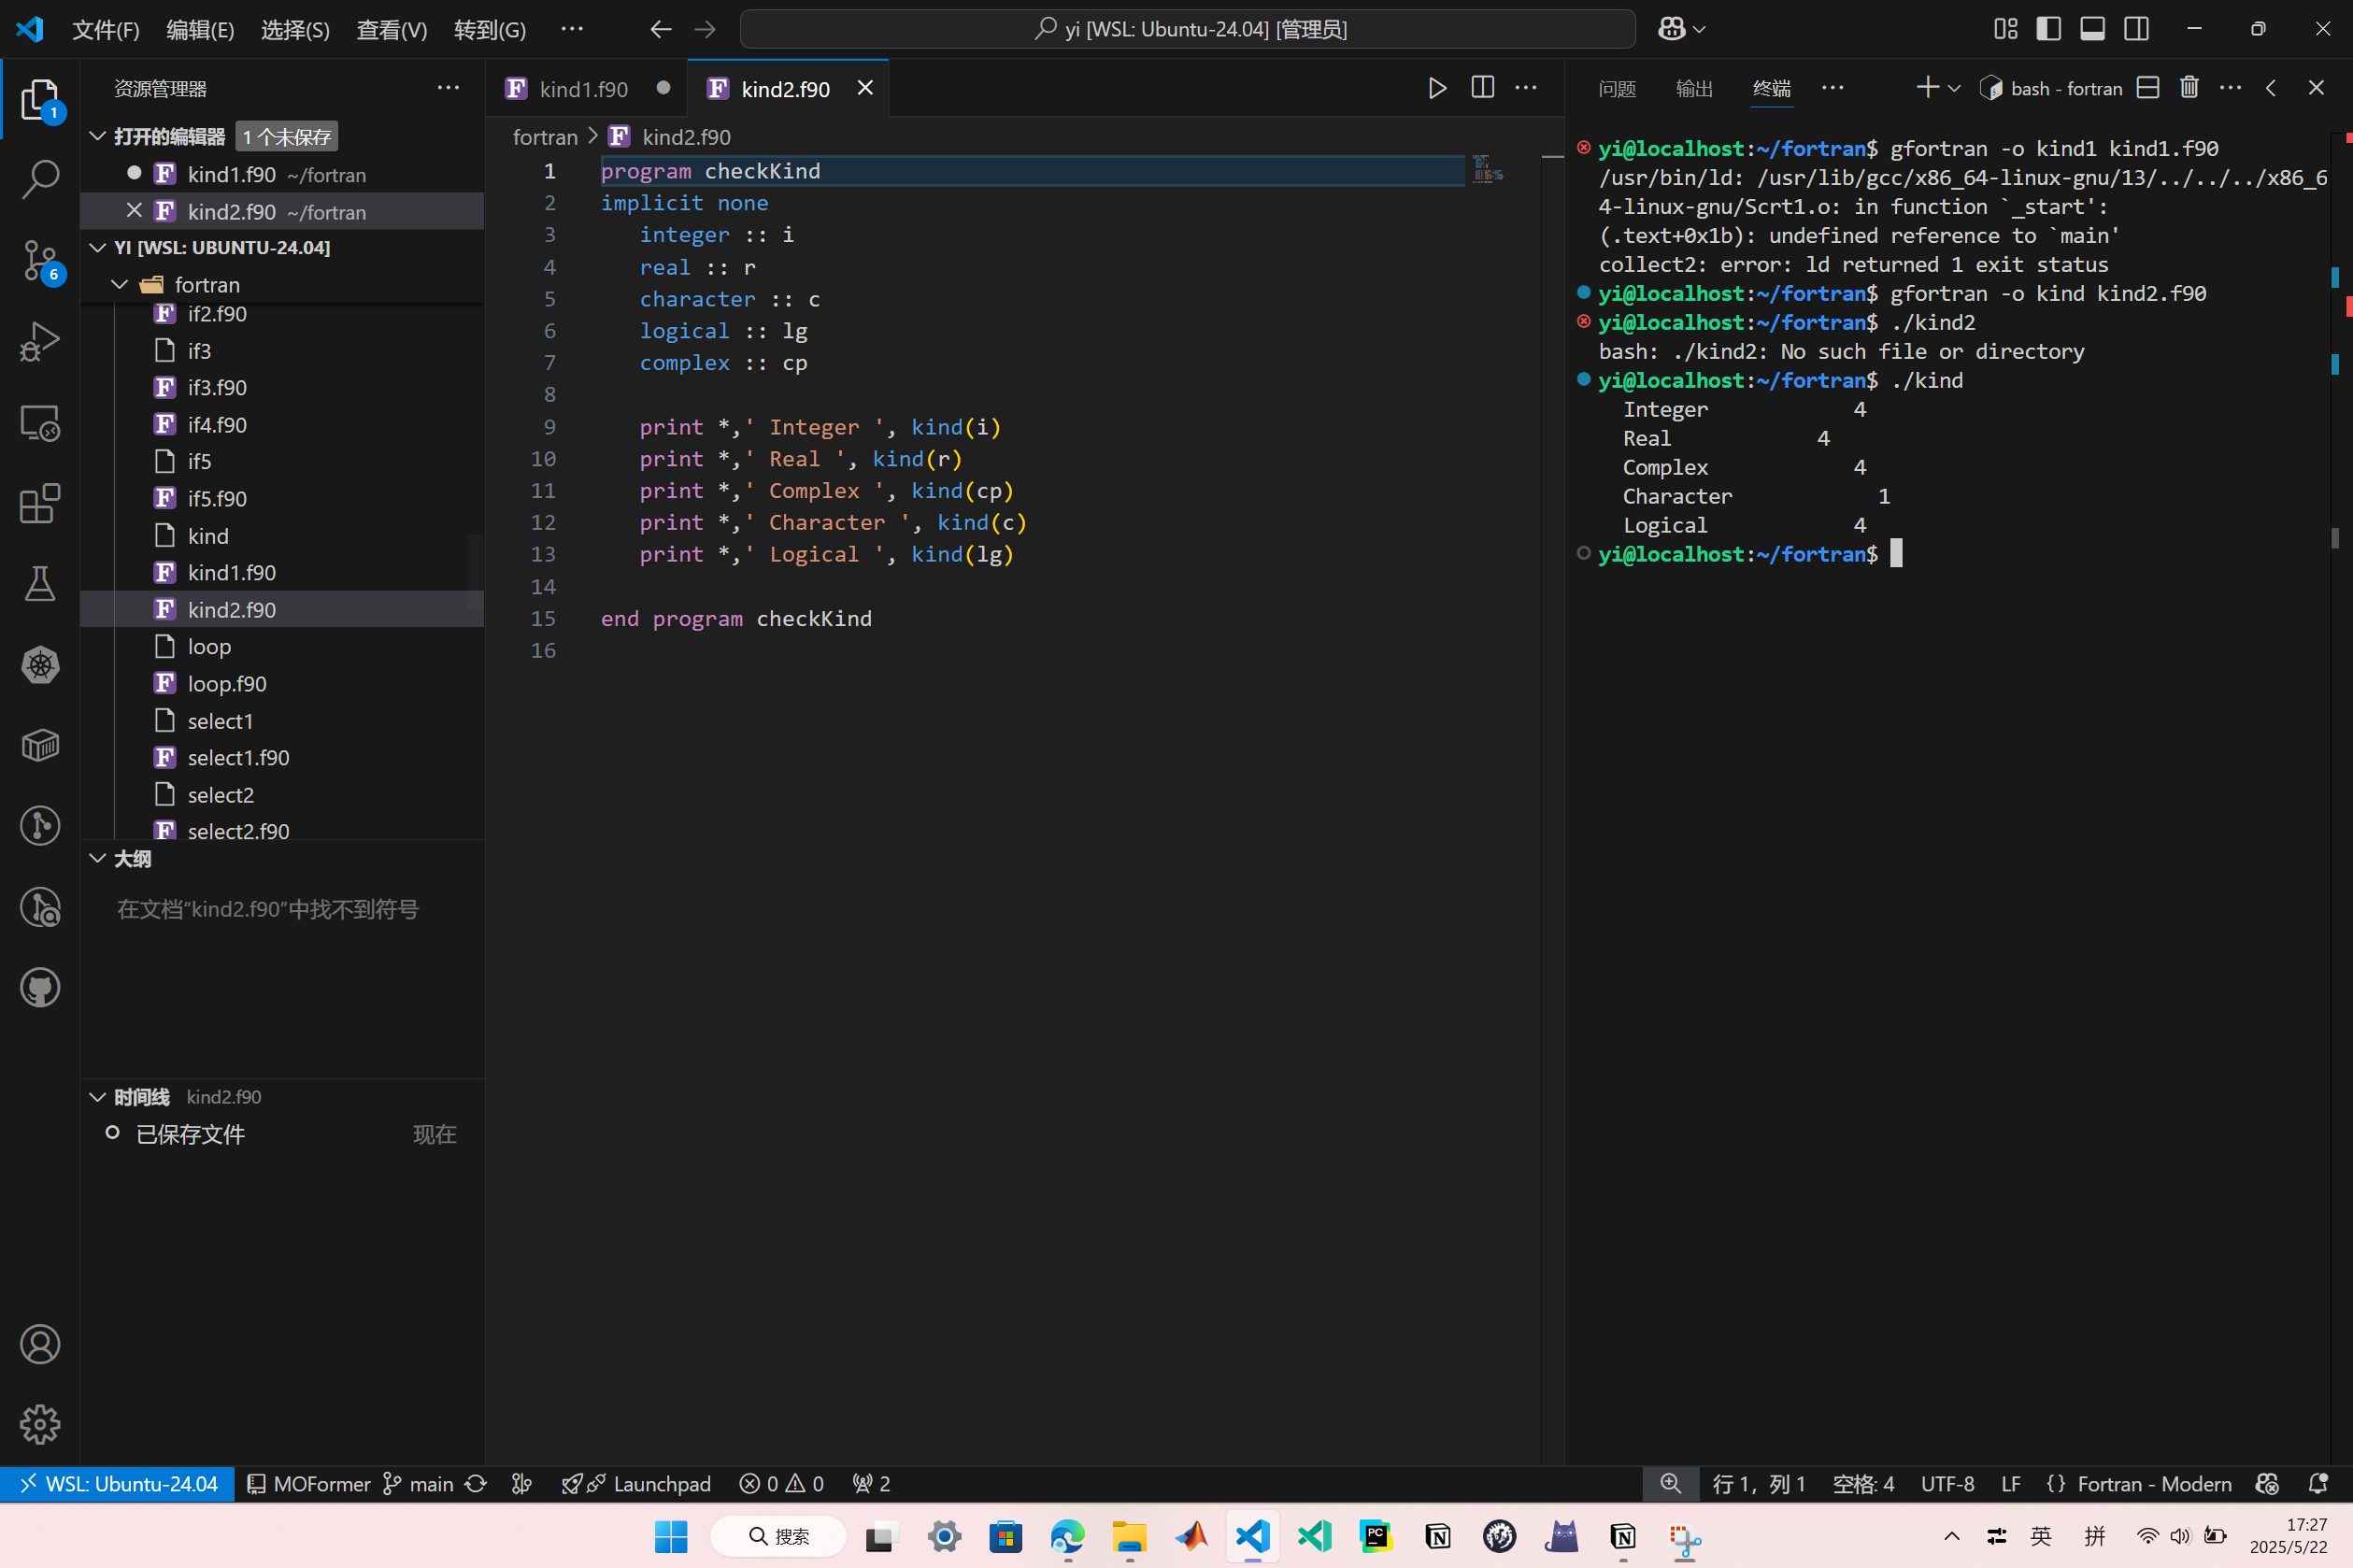 文件(F) 编辑(E) 选择(S) 查看(V) 转到(G) ··· yi [WSL: Ubuntu-24.04] [管理员]
资源管理器 ···
1
打开的编辑器 1 个未保存
kind1.f90 ~/fortran
kind2.f90 ~/fortran
YI [WSL: UBUNTU-24.04]
6
fortran
if2.f90
if3
if3.f90
if4.f90
if5
if5.f90
kind
kind1.f90
kind2.f90
loop
loop.f90
select1
select1.f90
select2
select2.f90
大纲
在文档“kind2.f90”中找不到符号
时间线 kind2.f90
已保存文件 现在
kind1.f90 kind2.f90
fortran > kind2.f90
1 program checkKind
2 implicit none
3 integer :: i
4 real :: r
5 character :: c
6 logical :: lg
7 complex :: cp
8
9 print *,' Integer ', kind(i)
10 print *,' Real ', kind(r)
11 print *,' Complex ', kind(cp)
12 print *,' Character ', kind(c)
13 print *,' Logical ', kind(lg)
14
15 end program checkKind
16
问题 输出 终端 ··· bash - fortran
yi@localhost:~/fortran$ gfortran -o kind1 kind1.f90
/usr/bin/ld: /usr/lib/gcc/x86_64-linux-gnu/13/../../../x86_6
4-linux-gnu/Scrt1.o: in function `_start':
(.text+0x1b): undefined reference to `main'
collect2: error: ld returned 1 exit status
yi@localhost:~/fortran$ gfortran -o kind kind2.f90
yi@localhost:~/fortran$ ./kind2
bash: ./kind2: No such file or directory
yi@localhost:~/fortran$ ./kind
Integer 4
Real 4
Complex 4
Character 1
Logical 4
yi@localhost:~/fortran$
WSL: Ubuntu-24.04 MOFormer main Launchpad 0 0 2 行 1，列 1 空格: 4 UTF-8 LF {} Fortran - Modern
搜索 PC 英 拼 17:27
2025/5/22